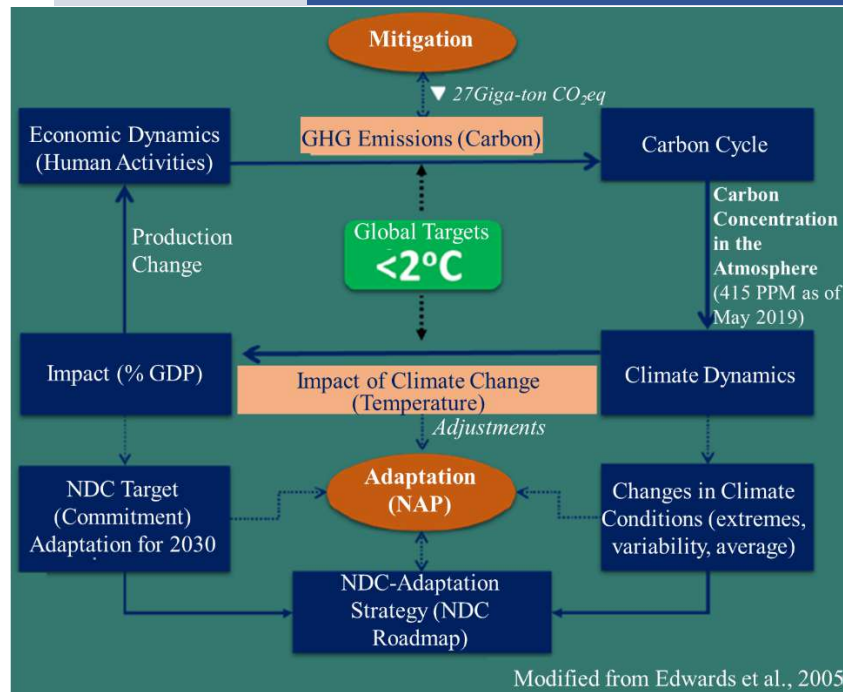 Mitigation
▼ 27Giga-ton CO₂eq
Economic Dynamics
(Human Activities)
GHG Emissions (Carbon)
Carbon Cycle
Carbon
Concentration
in the
Atmosphere
(415 PPM as of
May 2019)
Production
Change
Global Targets
<2°C
Impact (% GDP)
Impact of Climate Change
(Temperature)
Climate Dynamics
Adjustments
NDC Target
(Commitment)
Adaptation for 2030
Adaptation
(NAP)
Changes in Climate
Conditions (extremes,
variability, average)
NDC-Adaptation
Strategy (NDC
Roadmap)
Modified from Edwards et al., 2005